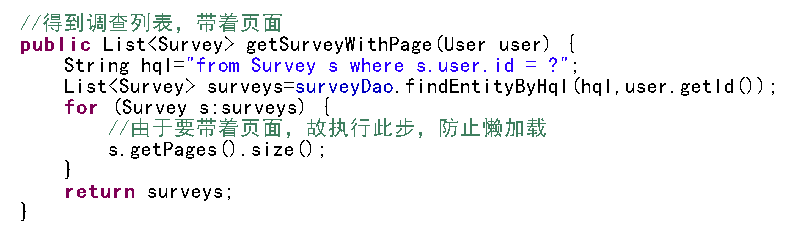 //得到调查列表，带着页面
public List<Survey> getSurveyWithPage(User user) {
String hql="from Survey s where s.user.id = ?";
List<Survey> surveys=surveyDao.findEntityByHql(hql,user.getId());
for (Survey s:surveys) {
//由于要带着页面，故执行此步，防止懒加载
s.getPages().size();
}
return surveys;
}